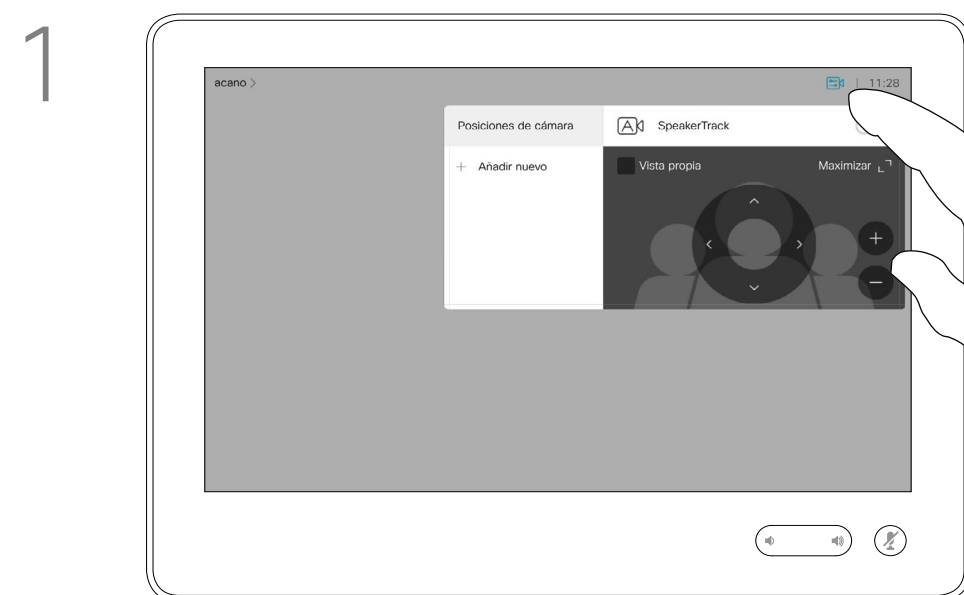 1
acano >
11:28
Posiciones de cámara
SpeakerTrack
+ Añadir nuevo
Vista propia
Maximizar